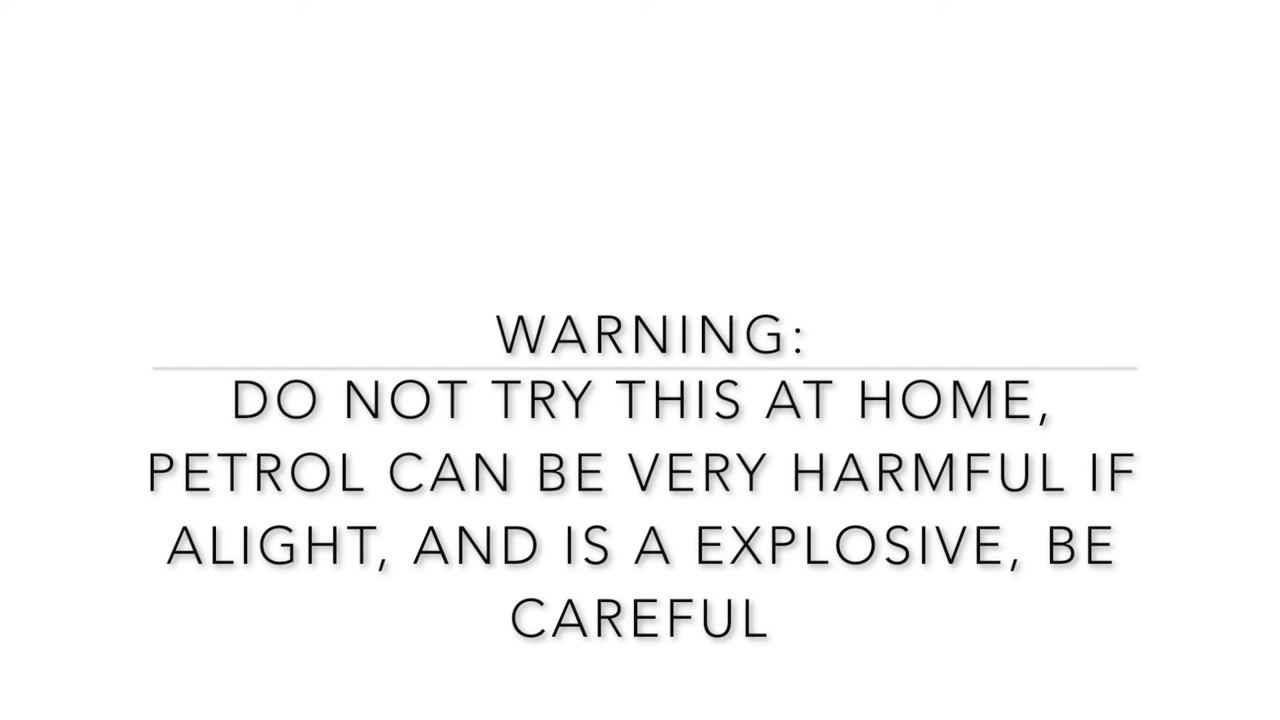 WARNING:
DO NOT TRY THIS AT HOME,
PETROL CAN BE VERY HARMFUL IF
ALIGHT, AND IS A EXPLOSIVE, BE
CAREFUL